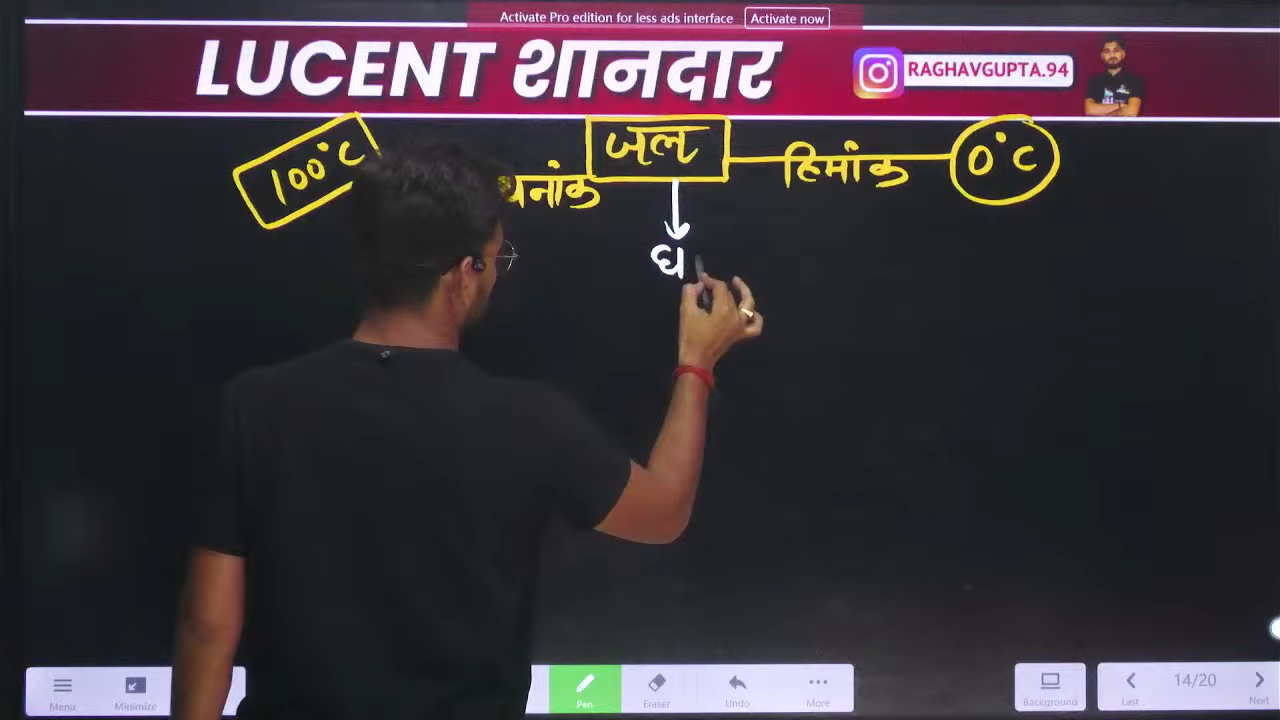 Activate Pro edition for less ads interface Activate now
LUCENT शानदार
RAGHAVGUPTA.94
100°C
जल
हिमांक
0°C
घ
Menu
Minimize
Pen
Eraser
Undo
More
Background
Last
14/20
Next